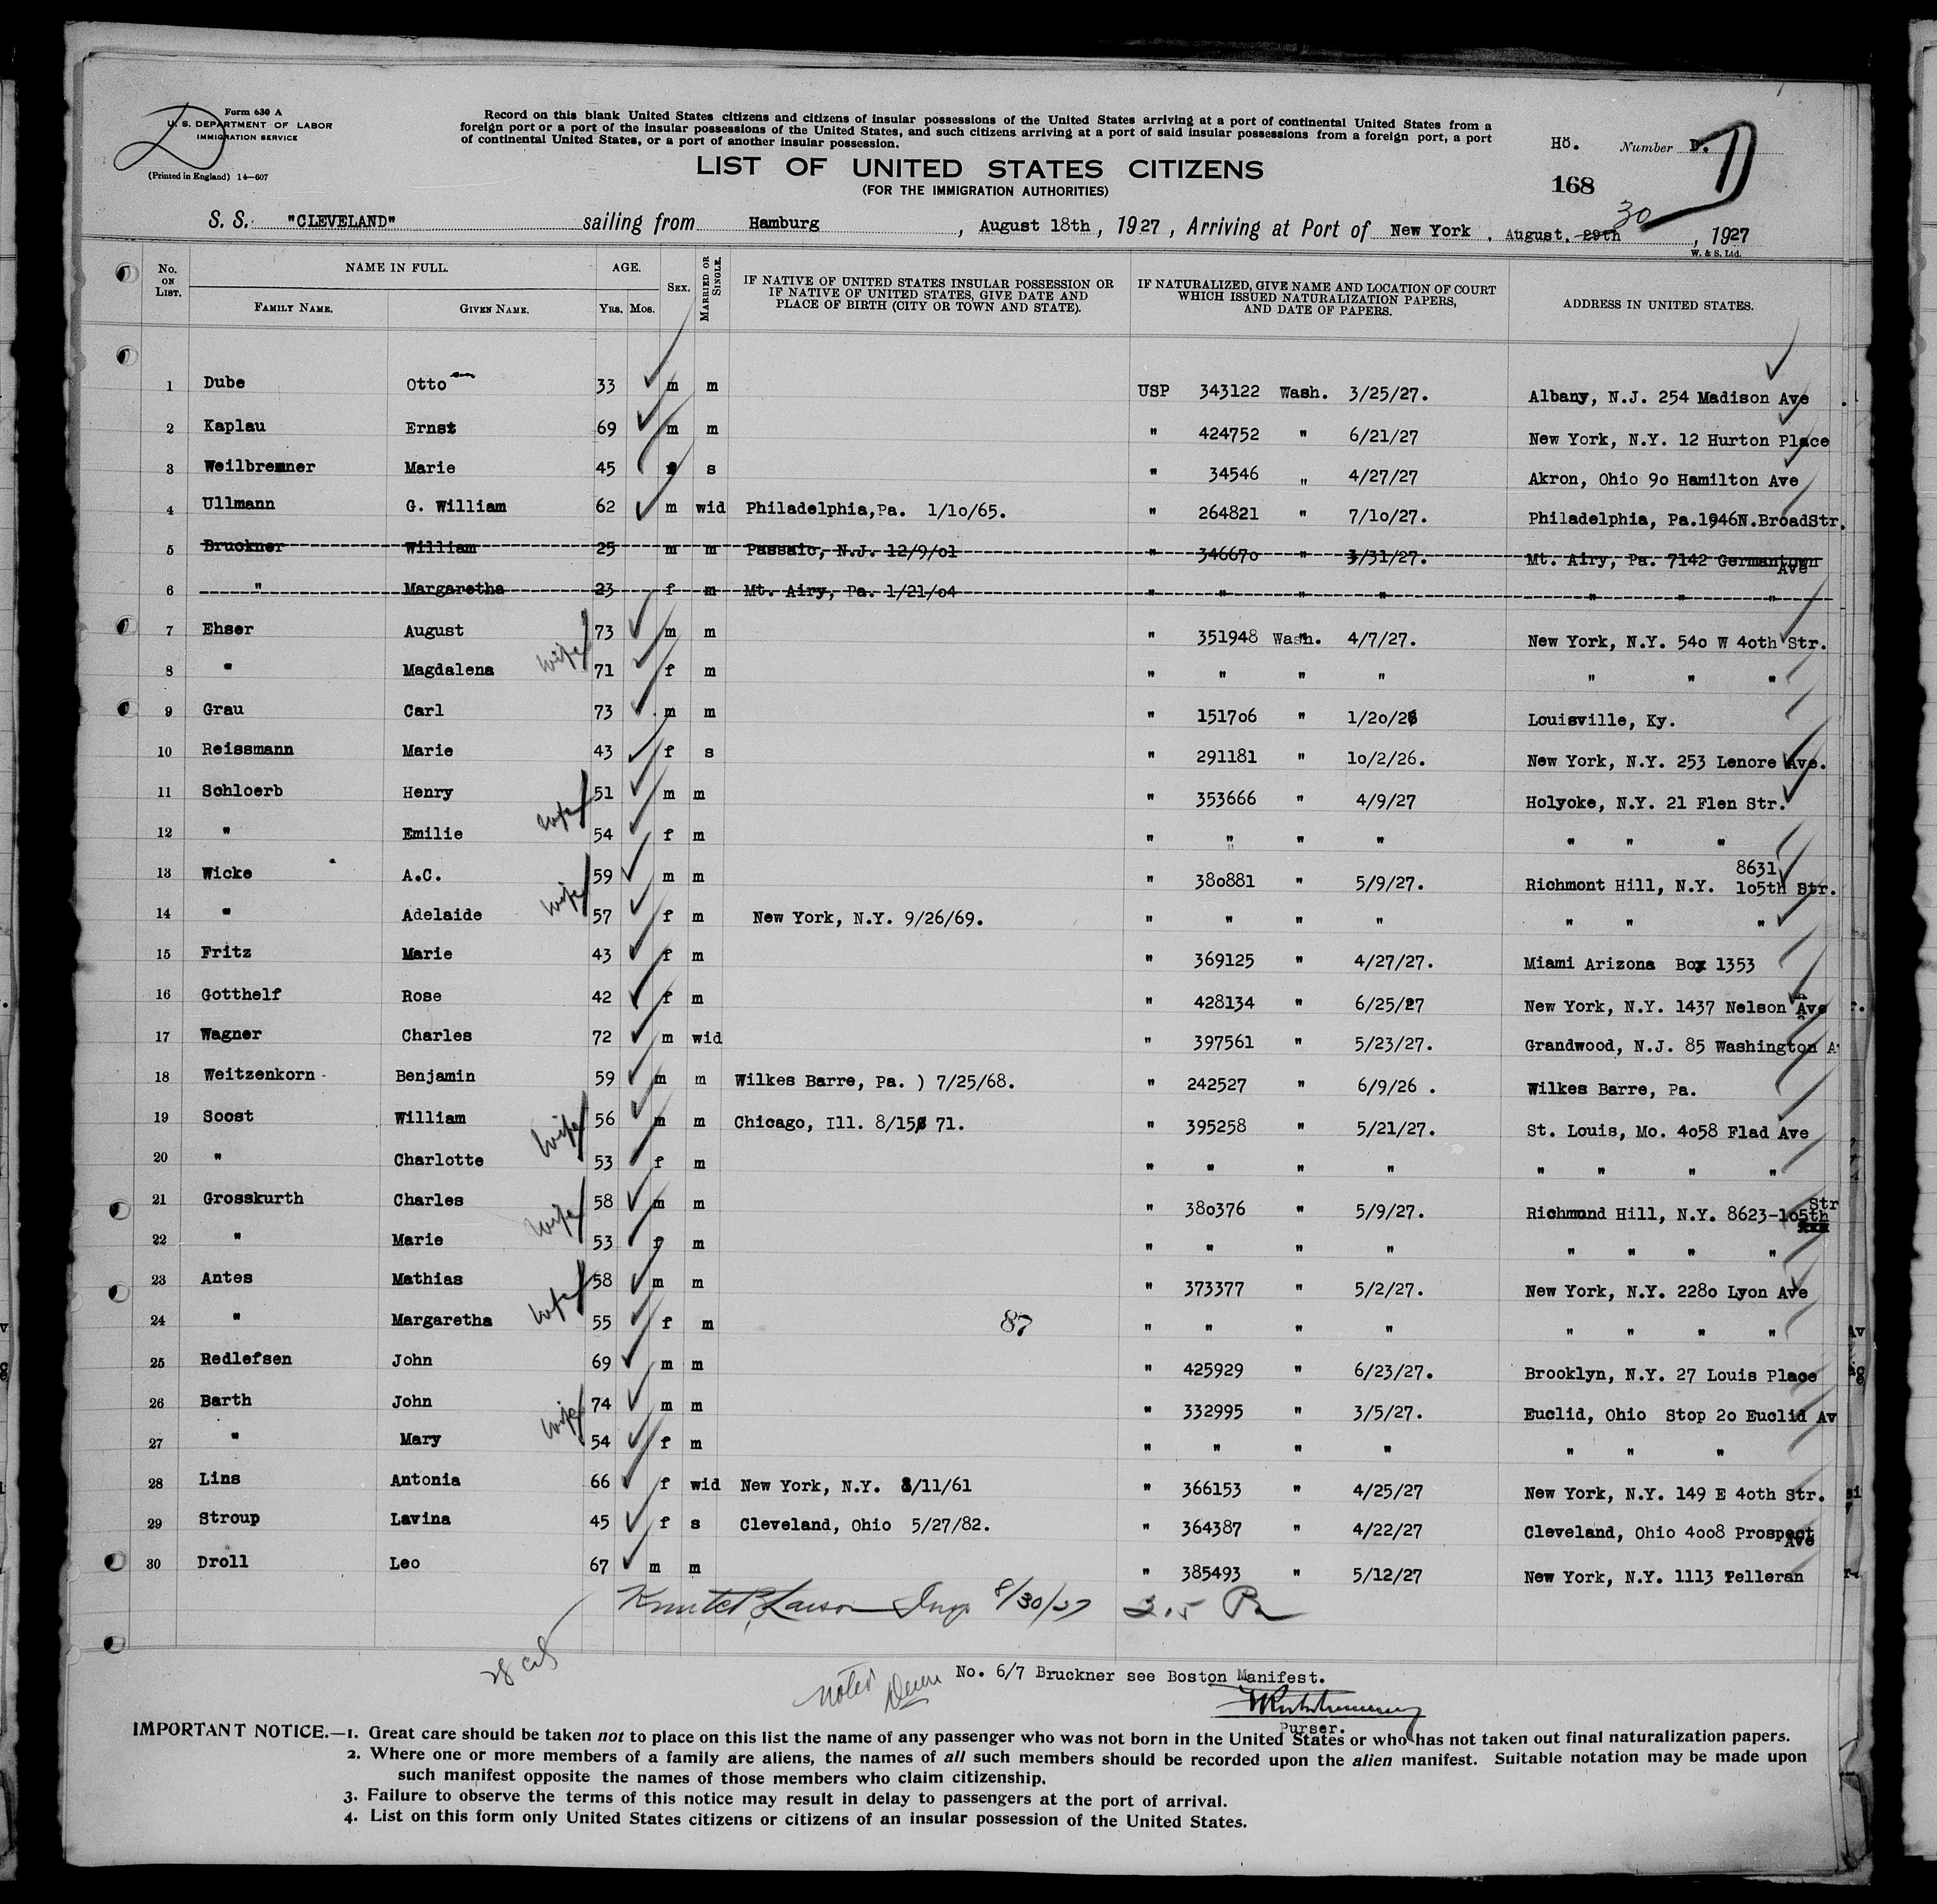 Form 630 A
U. S. DEPARTMENT OF LABOR
IMMIGRATION SERVICE
(Printed in England) 14—607
Record on this blank United States citizens and citizens of insular possessions of the United States arriving at a port of continental United States from a
foreign port or a port of the insular possessions of the United States, and such citizens arriving at a port of said insular possessions from a foreign port, a port
of continental United States, or a port of another insular possession.
Hö. Number D.
LIST OF UNITED STATES CITIZENS
(FOR THE IMMIGRATION AUTHORITIES)
168
S. S. "CLEVELAND" sailing from Hamburg, August 18th, 1927, Arriving at Port of New York. August. 29th 30, 1927
W. & S. Ltd.
No. ON LIST. NAME IN FULL. FAMILY NAME. GIVEN NAME. AGE. YRS. MOS. SEX. MARRIED OR SINGLE. IF NATIVE OF UNITED STATES INSULAR POSSESSION OR IF NATIVE OF UNITED STATES, GIVE DATE AND PLACE OF BIRTH (CITY OR TOWN AND STATE). IF NATURALIZED, GIVE NAME AND LOCATION OF COURT WHICH ISSUED NATURALIZATION PAPERS, AND DATE OF PAPERS. ADDRESS IN UNITED STATES.
1 Dube Otto 33 m m USP 343122 Wash. 3/25/27. Albany, N.J. 254 Madison Ave
2 Kaplau Ernst 69 m m " 424752 " 6/21/27 New York, N.Y. 12 Hurton Place
3 Weilbremner Marie 45 f s " 34546 " 4/27/27 Akron, Ohio 90 Hamilton Ave
4 Ullmann G. William 62 m wid Philadelphia,Pa. 1/10/65. " 264821 " 7/10/27. Philadelphia, Pa.1946N.BroadStr.
5 Bruckner William 25 m m Passaic, N.J. 12/9/01 " 346670 " 3/31/27. Mt. Airy, Pa. 7142 Germantown Ave
6 " Margaretha 23 f m Mt. Airy, Pa. 1/21/04 " " " " " " "
7 Ehser August 73 m m " 351948 Wash. 4/7/27. New York, N.Y. 540 W 40th Str.
8 " Magdalena wife 71 f m " " " " " " "
9 Grau Carl 73 m m " 151706 " 1/20/26 Louisville, Ky.
10 Reissmann Marie 43 f s " 291181 " 10/2/26. New York, N.Y. 253 Lenore Ave.
11 Schloerb Henry 51 m m " 353666 " 4/9/27 Holyoke, N.Y. 21 Flen Str.
12 " Emilie wife 54 f m " " " " " " "
13 Wicke A.C. 59 m m " 380881 " 5/9/27. Richmont Hill, N.Y. 8631 105th Str.
14 " Adelaide wife 57 f m New York, N.Y. 9/26/69. " " " " " " "
15 Fritz Marie 43 f m " 369125 " 4/27/27. Miami Arizona Box 1353
16 Gotthelf Rose 42 f m " 428134 " 6/25/27 New York, N.Y. 1437 Nelson Ave
17 Wagner Charles 72 m wid " 397561 " 5/23/27. Grandwood, N.J. 85 Washington A
18 Weitzenkorn Benjamin 59 m m Wilkes Barre, Pa. ) 7/25/68. " 242527 " 6/9/26 . Wilkes Barre, Pa.
19 Soost William 56 m m Chicago, Ill. 8/15 71. " 395258 " 5/21/27. St. Louis, Mo. 4058 Flad Ave
20 " Charlotte wife 53 f m " " " " " " " "
21 Grosskurth Charles 58 m m " 380376 " 5/9/27. Richmond Hill, N.Y. 8623-105th Str
22 " Marie wife 53 f m " " " " " " " "
23 Antes Mathias 58 m m " 373377 " 5/2/27. New York, N.Y. 2280 Lyon Ave
24 " Margaretha wife 55 f m 87 " " " " " " " "
25 Redlefsen John 69 m m " 425929 " 6/23/27. Brooklyn, N.Y. 27 Louis Place
26 Barth John 74 m m " 332995 " 3/5/27. Euclid, Ohio Stop 20 Euclid Av
27 " Mary wife 54 f m " " " " " " "
28 Lins Antonia 66 f wid New York, N.Y. 8/11/61 " 366153 " 4/25/27 New York, N.Y. 149 E 40th Str.
29 Stroup Lavina 45 f s Cleveland, Ohio 5/27/82. " 364387 " 4/22/27 Cleveland, Ohio 4008 Prospect Ave
30 Droll Leo 67 m m " 385493 " 5/12/27 New York, N.Y. 1113 Telleran
Larson Insp 8/30/27
noted
No. 6/7 Bruckner see Boston Manifest.
Purser.
IMPORTANT NOTICE.—1. Great care should be taken not to place on this list the name of any passenger who was not born in the United States or who has not taken out final naturalization papers.
2. Where one or more members of a family are aliens, the names of all such members should be recorded upon the alien manifest. Suitable notation may be made upon
such manifest opposite the names of those members who claim citizenship.
3. Failure to observe the terms of this notice may result in delay to passengers at the port of arrival.
4. List on this form only United States citizens or citizens of an insular possession of the United States.